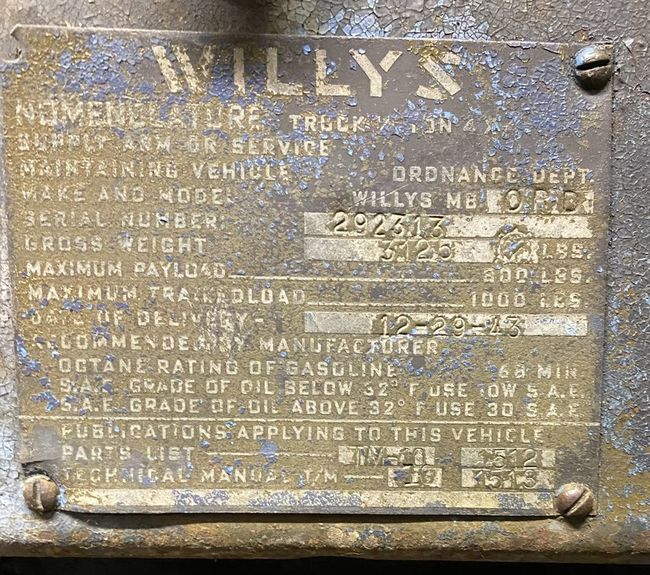 WILLYS
NOMENCLATURE TRUCK
SUPPLY ARM OR SERVICE
MAINTAINING VEHICLE ORDNANCE DEPT
MAKE AND MODEL WILLYS MB
SERIAL NUMBER 292313
GROSS WEIGHT LBS.
MAXIMUM PAYLOAD 800 LBS.
MAXIMUM TRAILED LOAD 1000 LBS
DATE OF DELIVERY- 12-29-43
RECOMMENDED BY MANUFACTURER
OCTANE RATING OF GASOLINE 68 MIN
S.A.E. GRADE OF OIL BELOW 32° F USE 10W S.A.E.
S.A.E. GRADE OF OIL ABOVE 32° F USE 30 S.A.E.
PUBLICATIONS APPLYING TO THIS VEHICLE
PARTS LIST TM-10 1512
TECHNICAL MANUAL T/M 1513